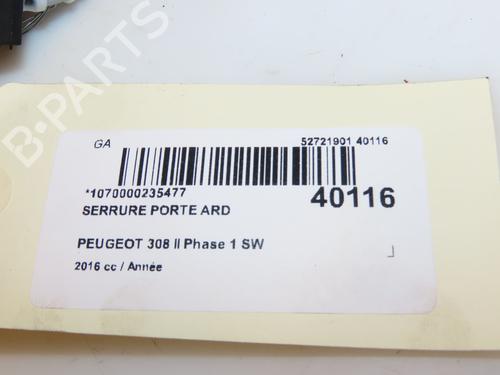 GA 52721901 40116
*1070000235477
40116
SERRURE PORTE ARD
PEUGEOT 308 II Phase 1 SW
2016 cc / Année
B-PARTS